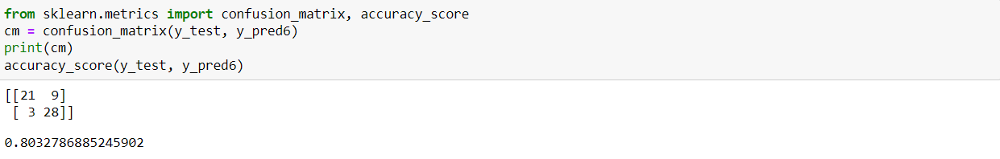 from sklearn.metrics import confusion_matrix, accuracy_score
cm = confusion_matrix(y_test, y_pred6)
print(cm)
accuracy_score(y_test, y_pred6)
[[21  9]
 [ 3 28]]
0.8032786885245902